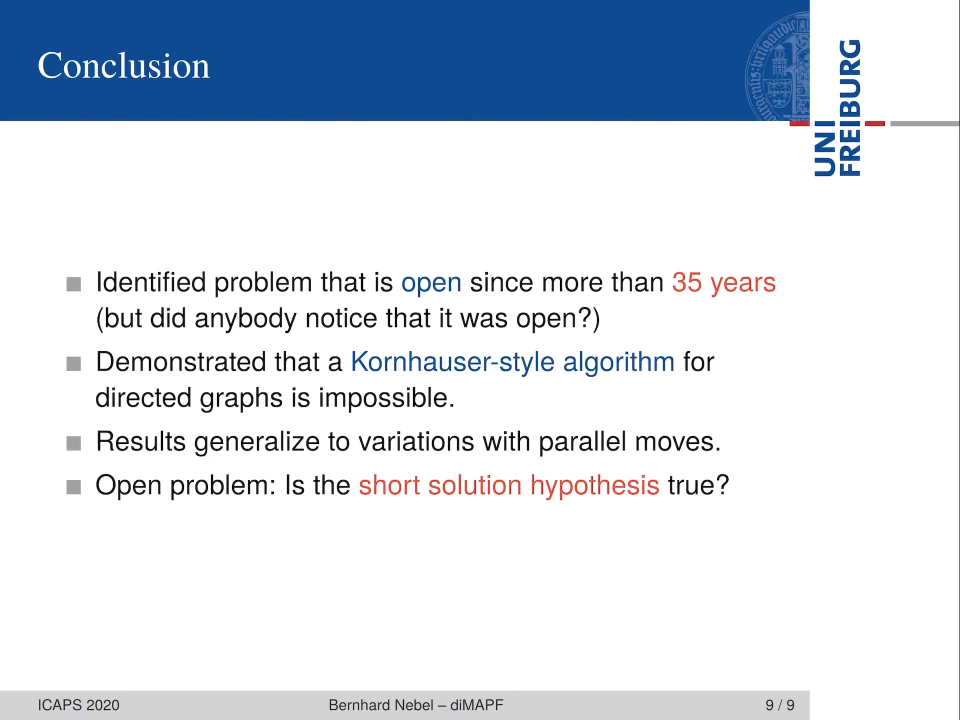 Conclusion
UNI
FREIBURG
Identified problem that is open since more than 35 years
(but did anybody notice that it was open?)
Demonstrated that a Kornhauser-style algorithm for
directed graphs is impossible.
Results generalize to variations with parallel moves.
Open problem: Is the short solution hypothesis true?
ICAPS 2020
Bernhard Nebel – diMAPF
9 / 9